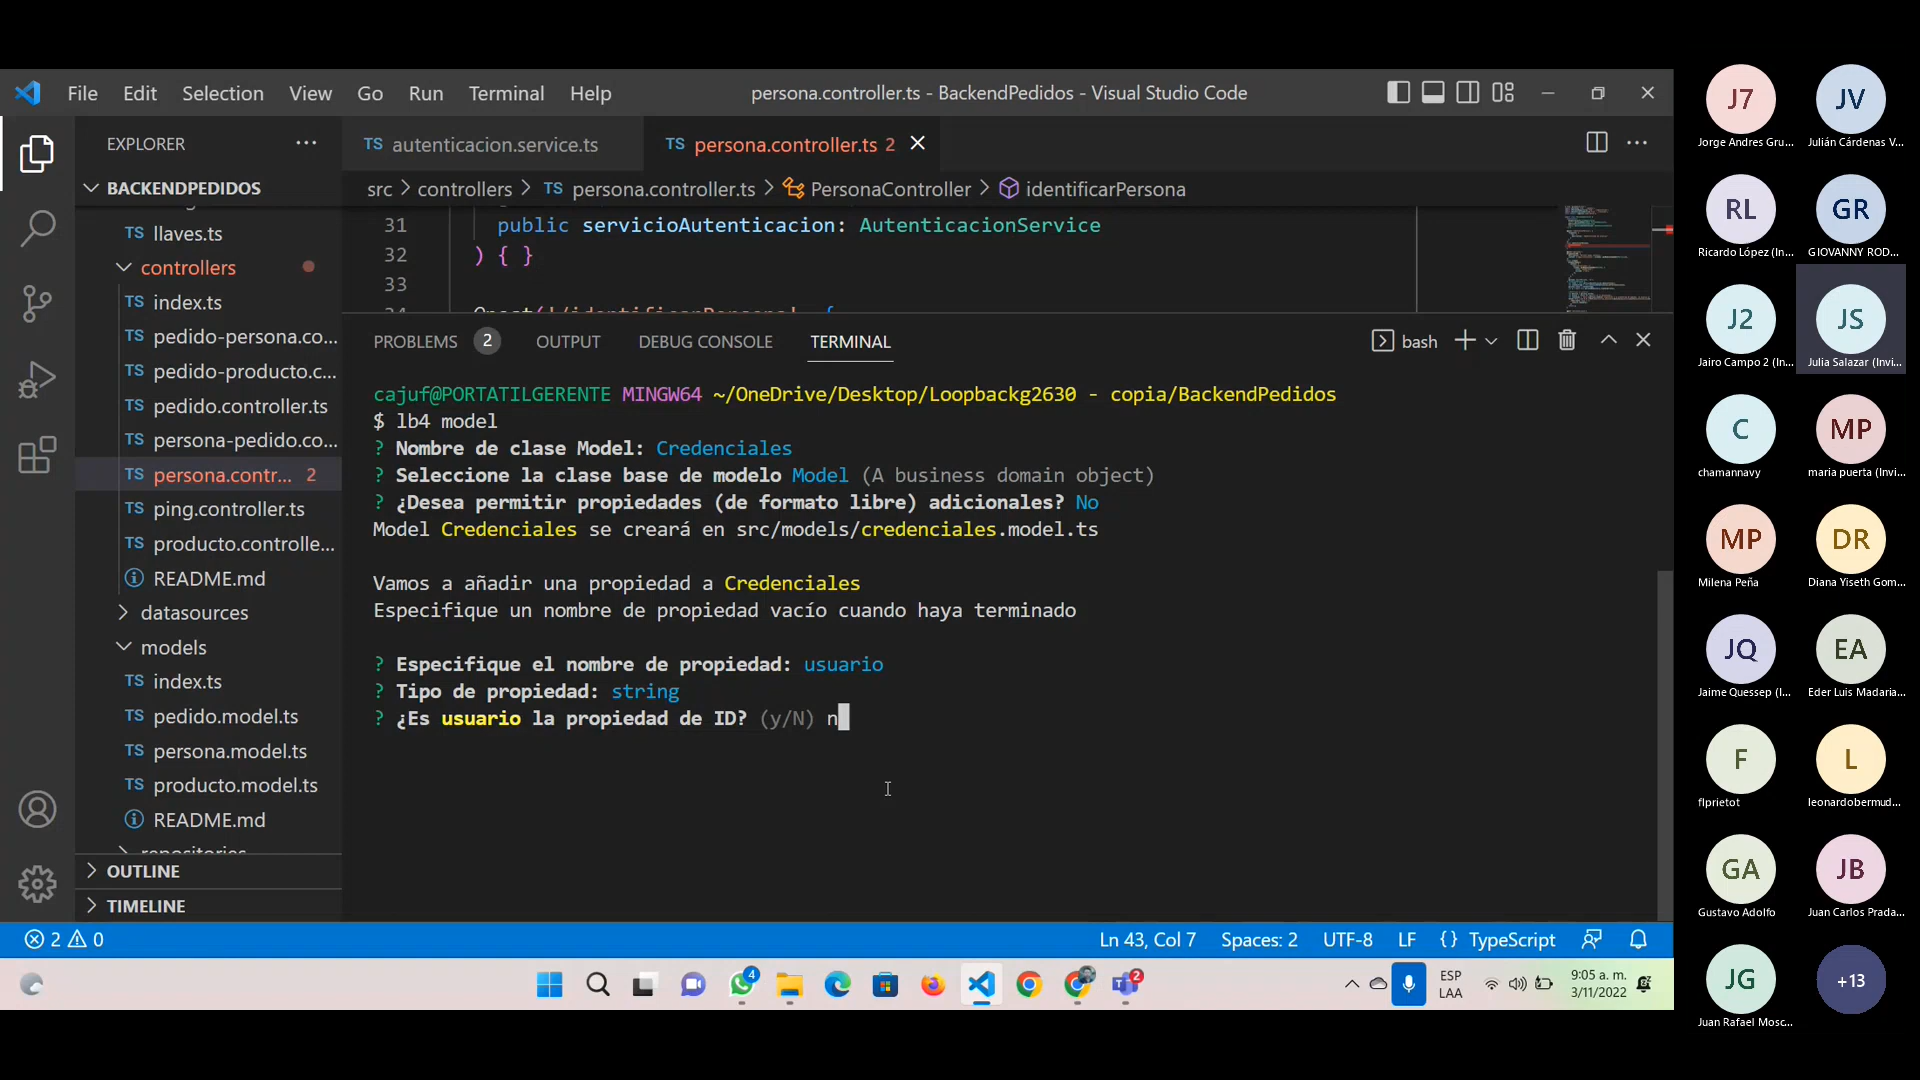 File Edit Selection View Go Run Terminal Help
persona.controller.ts - BackendPedidos - Visual Studio Code
EXPLORER
BACKENDPEDIDOS
TS llaves.ts
controllers
TS index.ts
TS pedido-persona.co...
TS pedido-producto.c...
TS pedido.controller.ts
TS persona-pedido.co...
TS persona.contr... 2
TS ping.controller.ts
TS producto.controlle...
README.md
datasources
models
TS index.ts
TS pedido.model.ts
TS persona.model.ts
TS producto.model.ts
README.md
OUTLINE
TIMELINE
TS autenticacion.service.ts
TS persona.controller.ts 2
src > controllers > TS persona.controller.ts > PersonaController > identificarPersona
31 public servicioAutenticacion: AutenticacionService
32 ) { }
33
PROBLEMS 2 OUTPUT DEBUG CONSOLE TERMINAL
bash
cajuf@PORTATILGERENTE MINGW64 ~/OneDrive/Desktop/Loopbackg2630 - copia/BackendPedidos
$ lb4 model
? Nombre de clase Model: Credenciales
? Seleccione la clase base de modelo Model (A business domain object)
? ¿Desea permitir propiedades (de formato libre) adicionales? No
Model Credenciales se creará en src/models/credenciales.model.ts
Vamos a añadir una propiedad a Credenciales
Especifique un nombre de propiedad vacío cuando haya terminado
? Especifique el nombre de propiedad: usuario
? Tipo de propiedad: string
? ¿Es usuario la propiedad de ID? (y/N) n
2 0
Ln 43, Col 7 Spaces: 2 UTF-8 LF {} TypeScript
4
2
ESP
LAA
9:05 a. m.
3/11/2022
J7
Jorge Andres Gru...
JV
Julián Cárdenas V...
RL
Ricardo López (In...
GR
GIOVANNY ROD...
J2
Jairo Campo 2 (In...
JS
Julia Salazar (Invi...
C
chamannavy
MP
maria puerta (Invi...
MP
Milena Peña
DR
Diana Yiseth Gom...
JQ
Jaime Quessep (I...
EA
Eder Luis Madaria...
F
flprietot
L
leonardobermud...
GA
Gustavo Adolfo
JB
Juan Carlos Prada...
JG
Juan Rafael Mosc...
+13